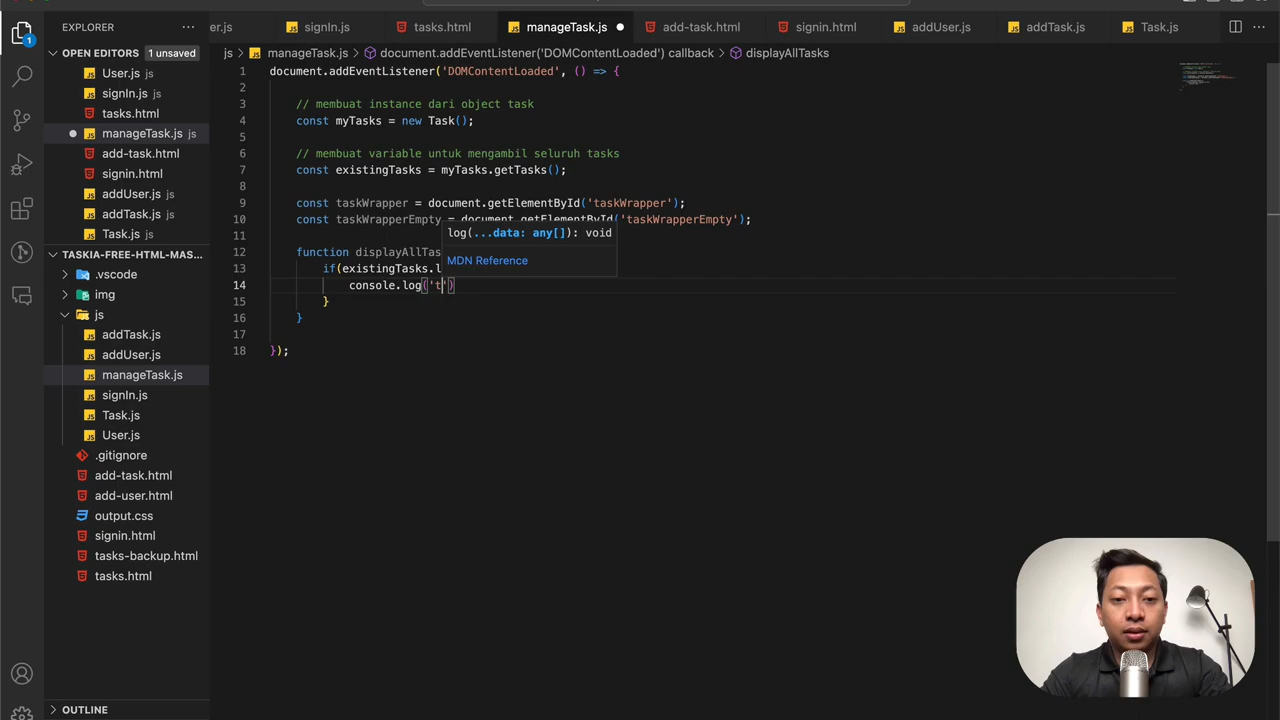 EXPLORER
er.js
signIn.js
tasks.html
manageTask.js
add-task.html
signin.html
addUser.js
addTask.js
Task.js
1
OPEN EDITORS
1 unsaved
js > manageTask.js > document.addEventListener('DOMContentLoaded') callback > displayAllTasks
User.js js
signIn.js js
tasks.html
manageTask.js js
add-task.html
signin.html
addUser.js js
addTask.js js
Task.js js
TASKIA-FREE-HTML-MAS...
.vscode
img
js
addTask.js
addUser.js
manageTask.js
signIn.js
Task.js
User.js
.gitignore
add-task.html
add-user.html
output.css
signin.html
tasks-backup.html
tasks.html
OUTLINE
1 document.addEventListener('DOMContentLoaded', () => {
2
3 // membuat instance dari object task
4 const myTasks = new Task();
5
6 // membuat variable untuk mengambil seluruh tasks
7 const existingTasks = myTasks.getTasks();
8
9 const taskWrapper = document.getElementById('taskWrapper');
10 const taskWrapperEmpty = document.getElementById('taskWrapperEmpty');
11
12 function displayAllTas
13 if(existingTasks.l
14 console.log('t')
15 }
16 }
17
18 });
log(...data: any[]): void
MDN Reference